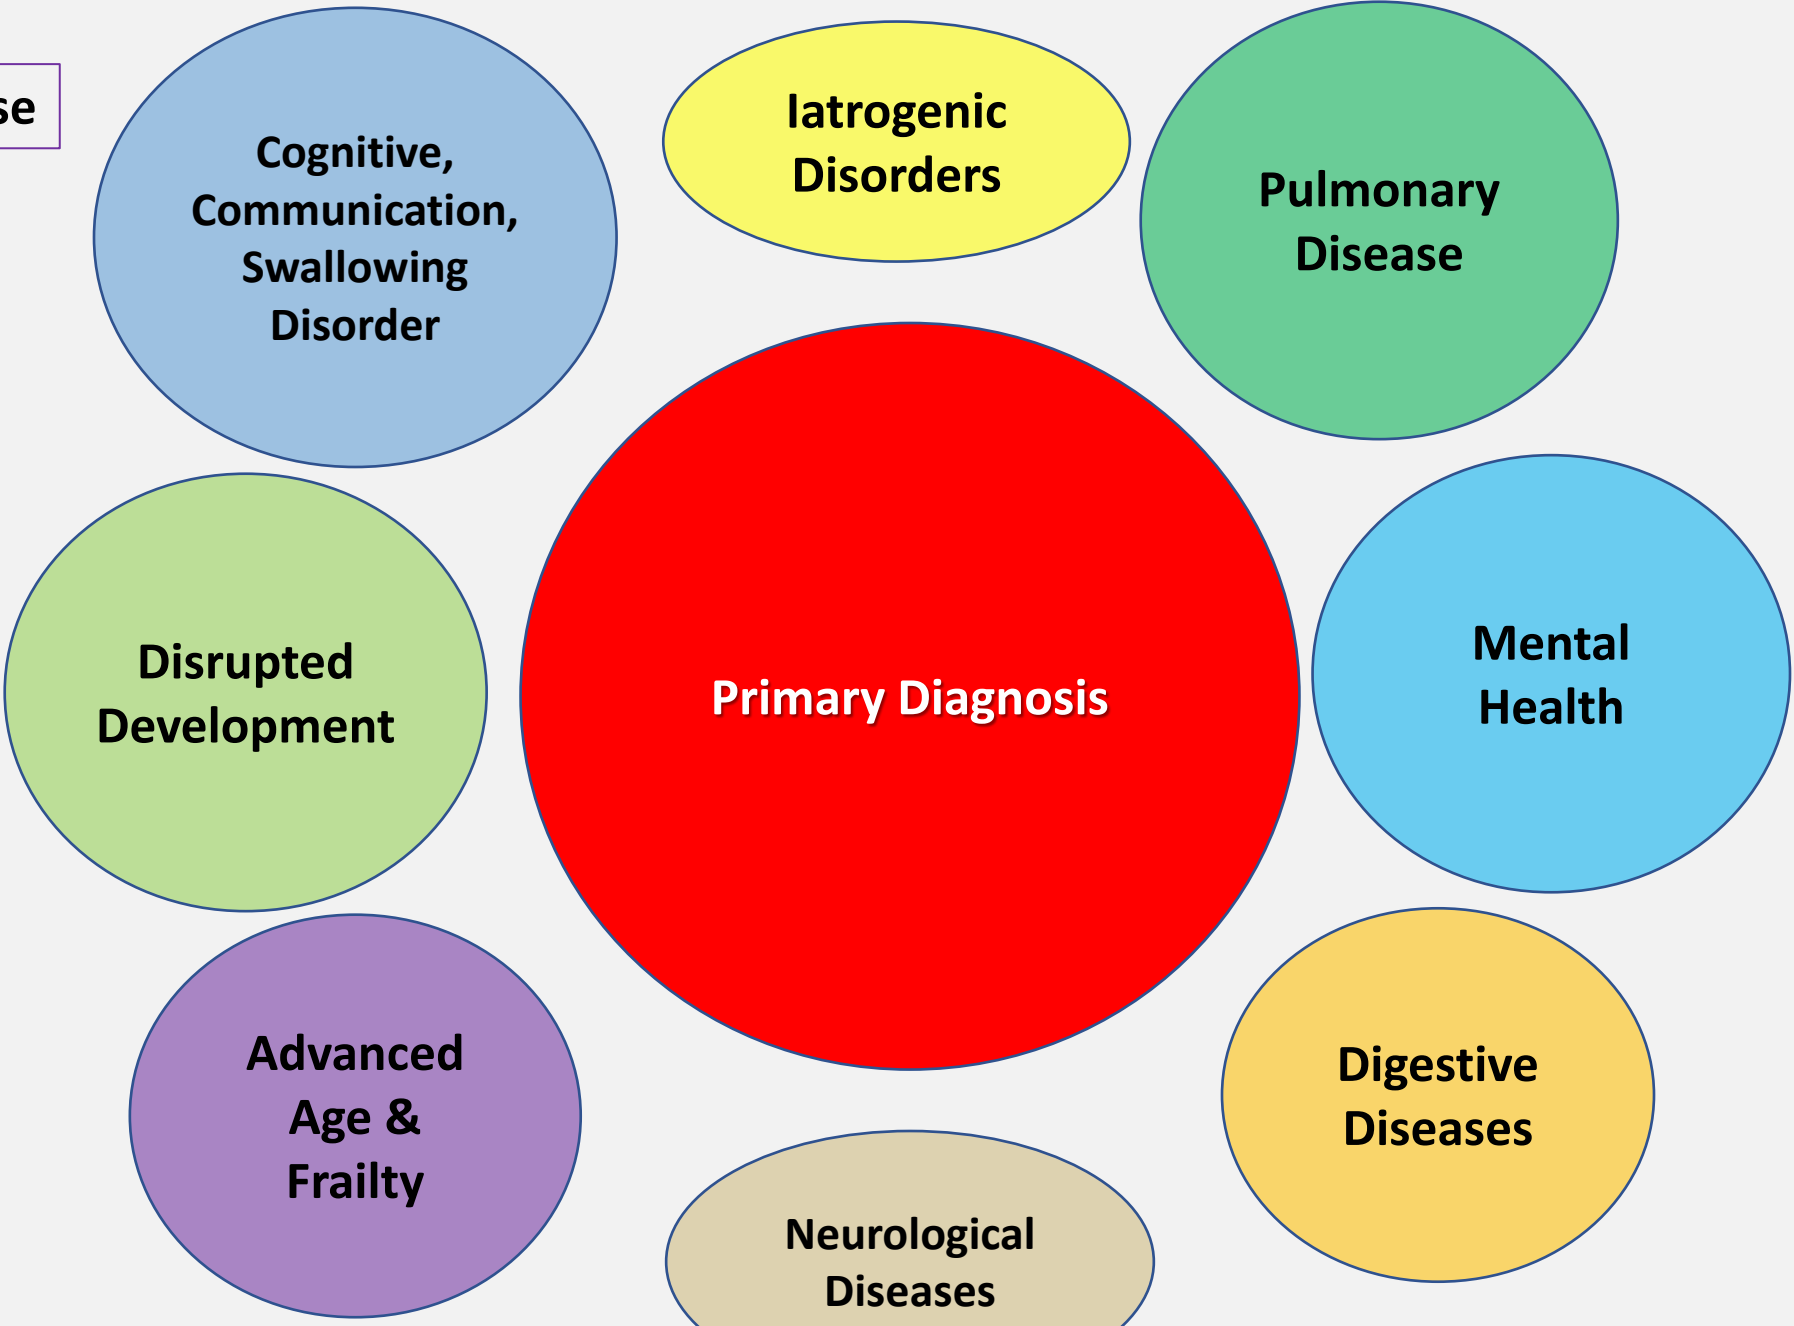 Cognitive,
Communication,
Swallowing
Disorder
Iatrogenic
Disorders
Pulmonary
Disease
Disrupted
Development
Primary Diagnosis
Mental
Health
Advanced
Age &
Frailty
Neurological
Diseases
Digestive
Diseases